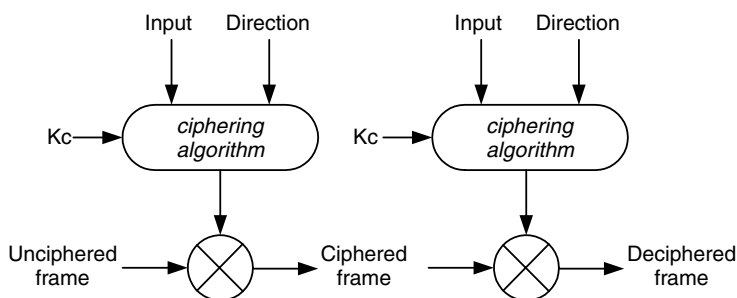 Input Direction Input Direction
Kc ciphering algorithm Kc ciphering algorithm
Unciphered frame Ciphered frame Deciphered frame